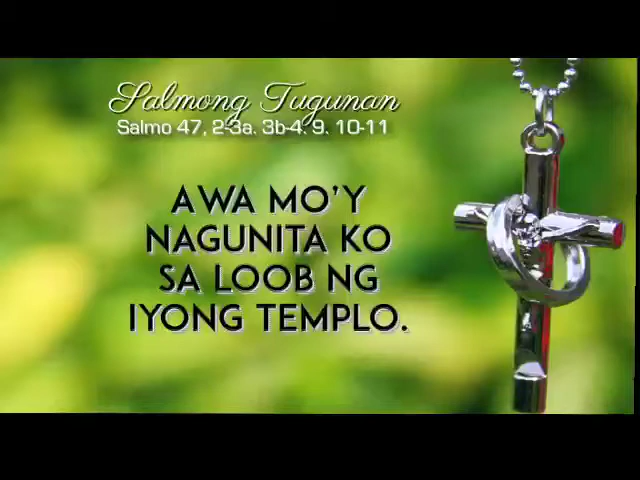 Salmong Tugunan
Salmo 47, 2-3a. 3b-4. 9. 10-11
AWA MO'Y
NAGUNITA KO
SA LOOB NG
IYONG TEMPLO.